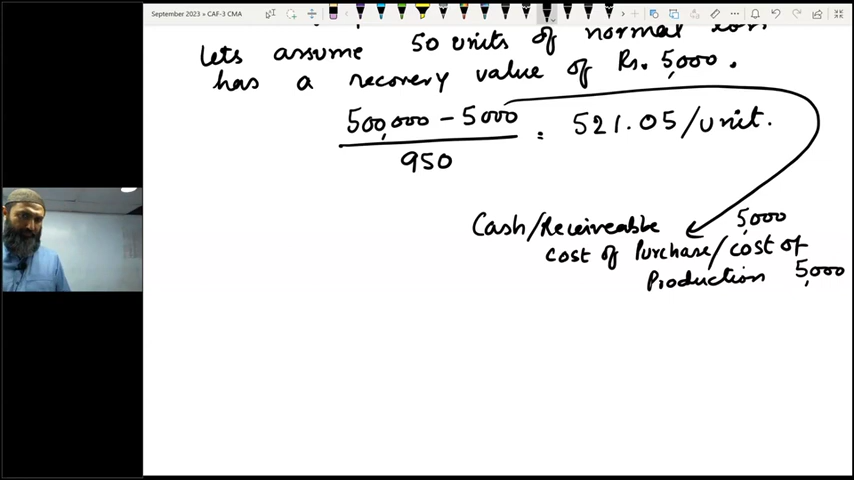 September 2023 » CAF-3 CMA
Lets assume 50 units of normal
has a recovery value of Rs. 5,000.
500,000 - 5000
950
= 521.05/unit.
Cash/Receiveable 5,000
cost of Purchase/cost of
Production 5,000